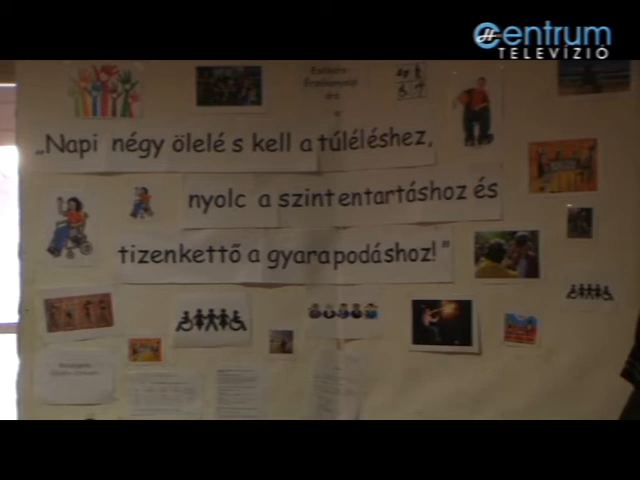 Centrum
TELEVÍZIÓ
„Napi négy ölelés kell a túléléshez,
nyolc a szintentartáshoz és
tizenkettő a gyarapodáshoz!"